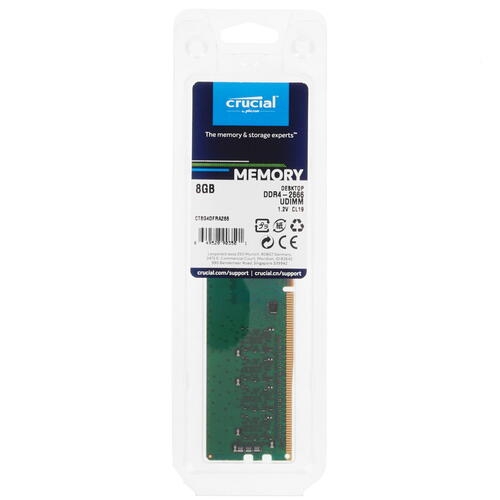 crucial
by Micron
The memory & storage experts™
MEMORY
8GB
DESKTOP
DDR4-2666
UDIMM
1.2V CL19
CT8G4DFRA266
crucial.com/support | crucial.cn/support